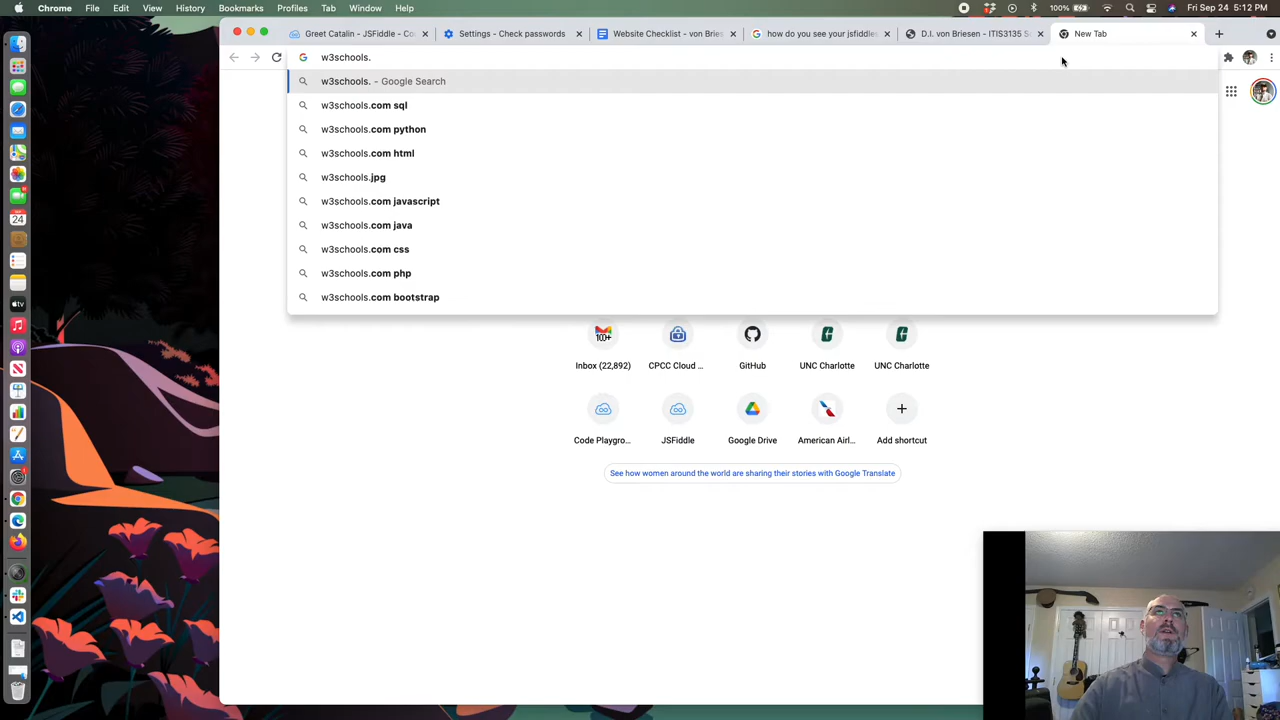 Chrome File Edit View History Bookmarks Profiles Tab Window Help
100% Fri Sep 24 5:12 PM
Greet Catalin - JSFiddle - Co
Settings - Check passwords
Website Checklist - von Brie
how do you see your jsfiddles
D.I. von Briesen - ITIS3135 S
New Tab
w3schools.
w3schools. - Google Search
w3schools.com sql
w3schools.com python
w3schools.com html
w3schools.jpg
w3schools.com javascript
w3schools.com java
w3schools.com css
w3schools.com php
w3schools.com bootstrap
100+
Inbox (22,892) CPCC Cloud ... GitHub UNC Charlotte UNC Charlotte
Code Playgro... JSFiddle Google Drive American Airl... Add shortcut
See how women around the world are sharing their stories with Google Translate
24
tv